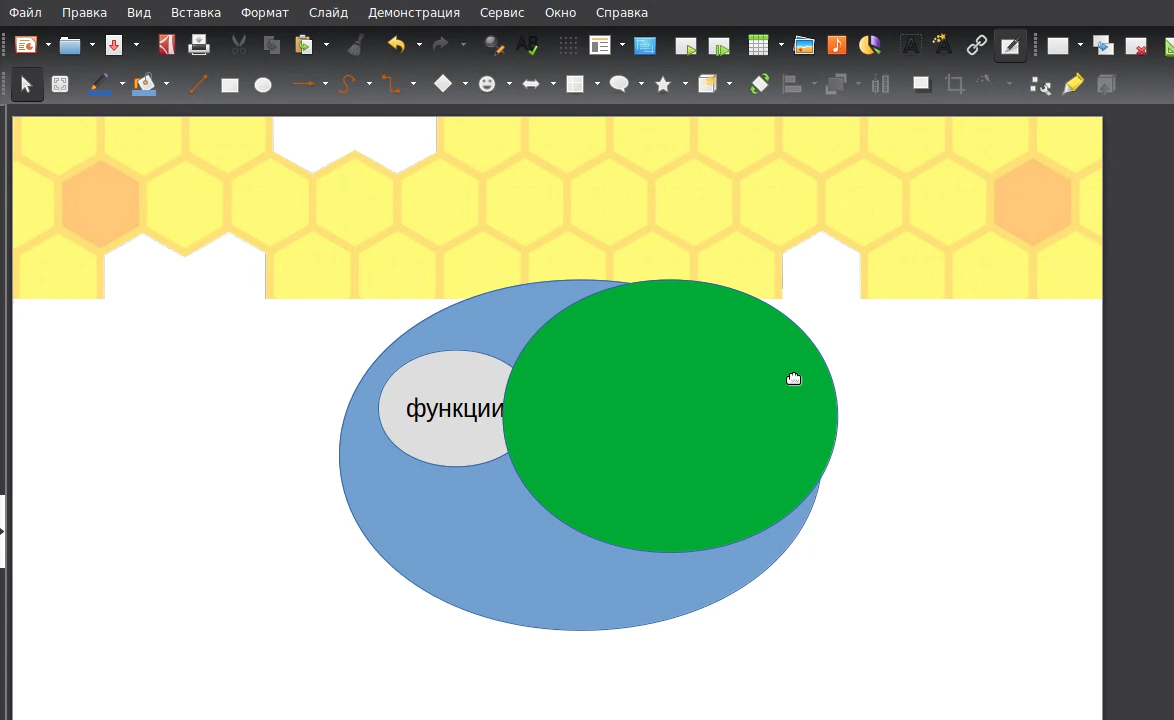 Файл Правка Вид Вставка Формат Слайд Демонстрация Сервис Окно Справка
функции